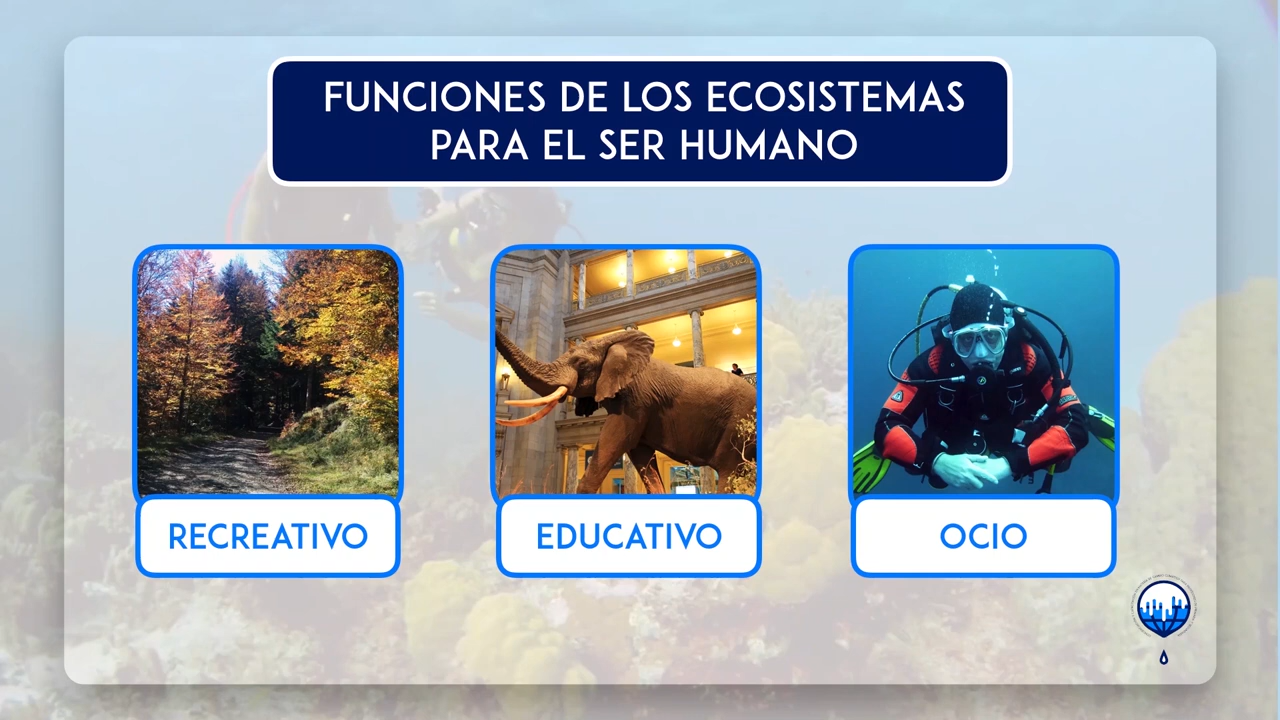 FUNCIONES DE LOS ECOSISTEMAS
PARA EL SER HUMANO
RECREATIVO
EDUCATIVO
OCIO